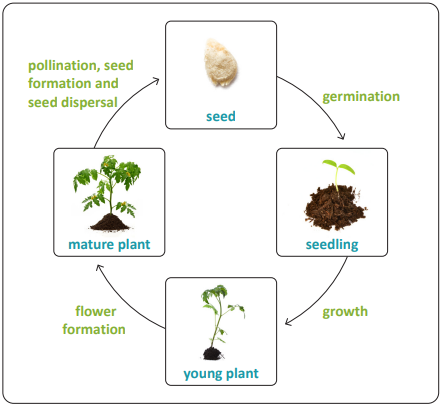 pollination, seed
formation and
seed dispersal
seed
germination
mature plant
seedling
flower
formation
growth
young plant